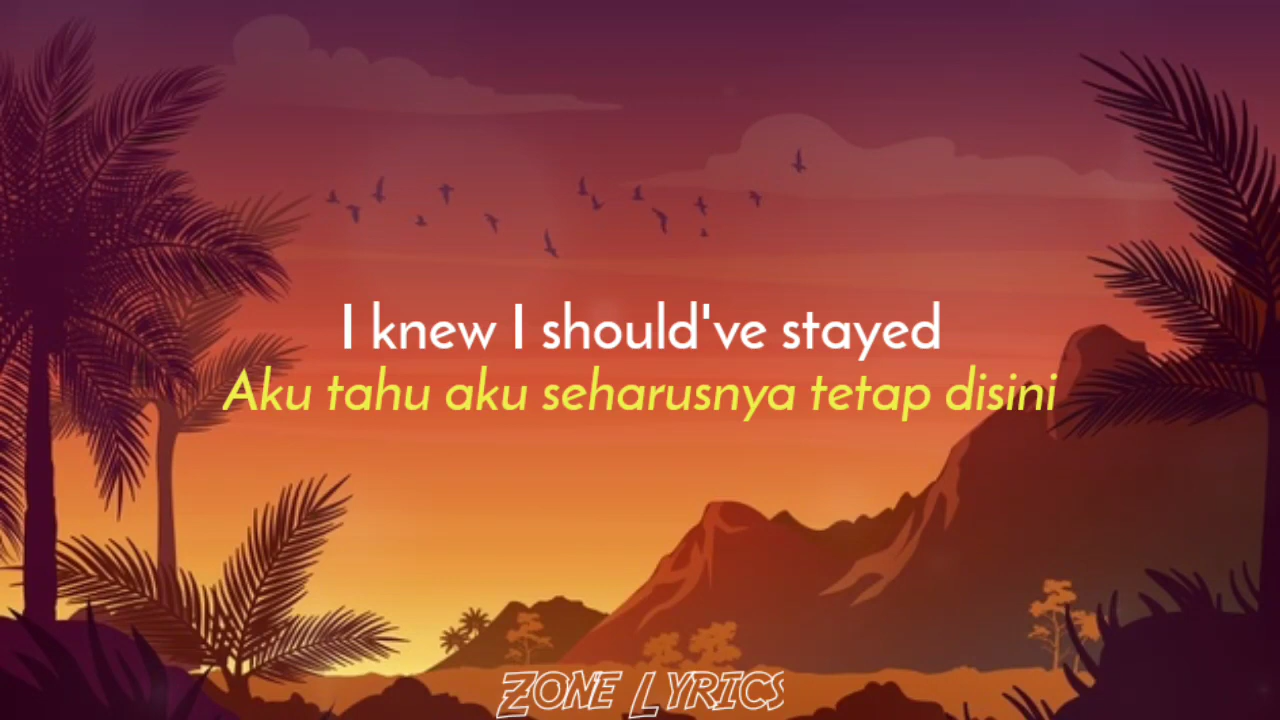 I knew I should've stayed
Aku tahu aku seharusnya tetap disini
ZONE LYRICS